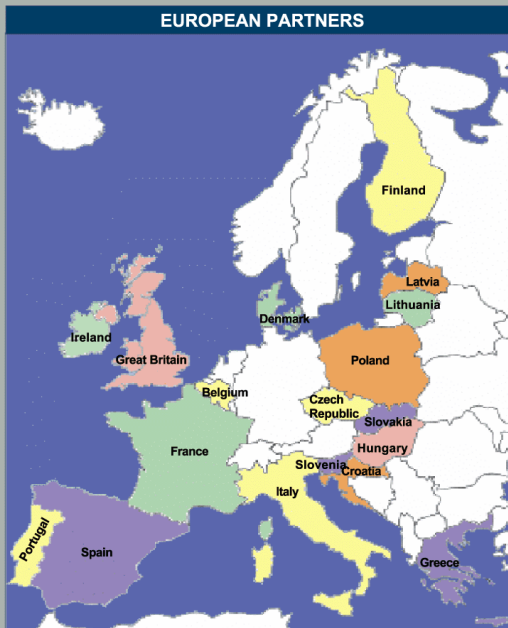 EUROPEAN PARTNERS
Finland
Latvia
Lithuania
Denmark
Ireland
Great Britain
Poland
Belgium
Czech
Republic
Slovakia
Hungary
France
Slovenia
Croatia
Italy
Portugal
Spain
Greece